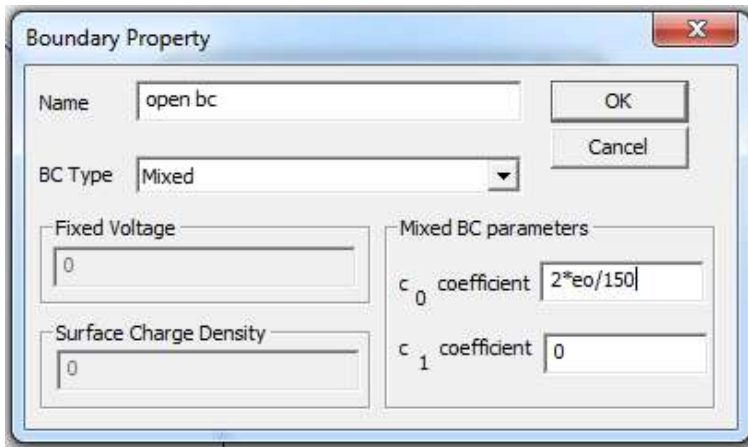 Boundary Property
Name
open bc
OK
Cancel
BC Type
Mixed
Fixed Voltage
0
Surface Charge Density
0
Mixed BC parameters
c 0 coefficient
2*eo/150
c 1 coefficient
0